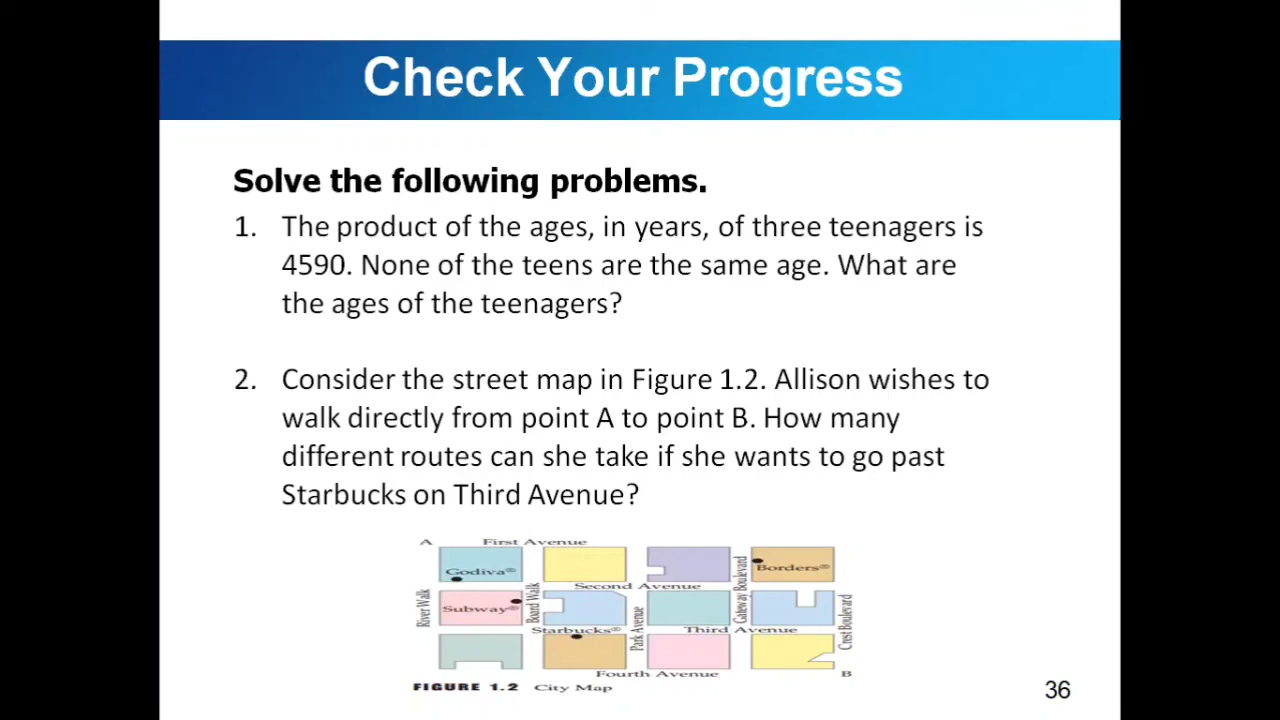 Check Your Progress
Solve the following problems.
1. The product of the ages, in years, of three teenagers is
4590. None of the teens are the same age. What are
the ages of the teenagers?
2. Consider the street map in Figure 1.2. Allison wishes to
walk directly from point A to point B. How many
different routes can she take if she wants to go past
Starbucks on Third Avenue?
A First Avenue
Godiva®
Borders®
Second Avenue
Gateway Boulevard
River Walk
Subway®
Board Walk
Park Avenue
Crest Boulevard
Starbucks®
Third Avenue
Fourth Avenue
B
FIGURE 1.2 City Map
36